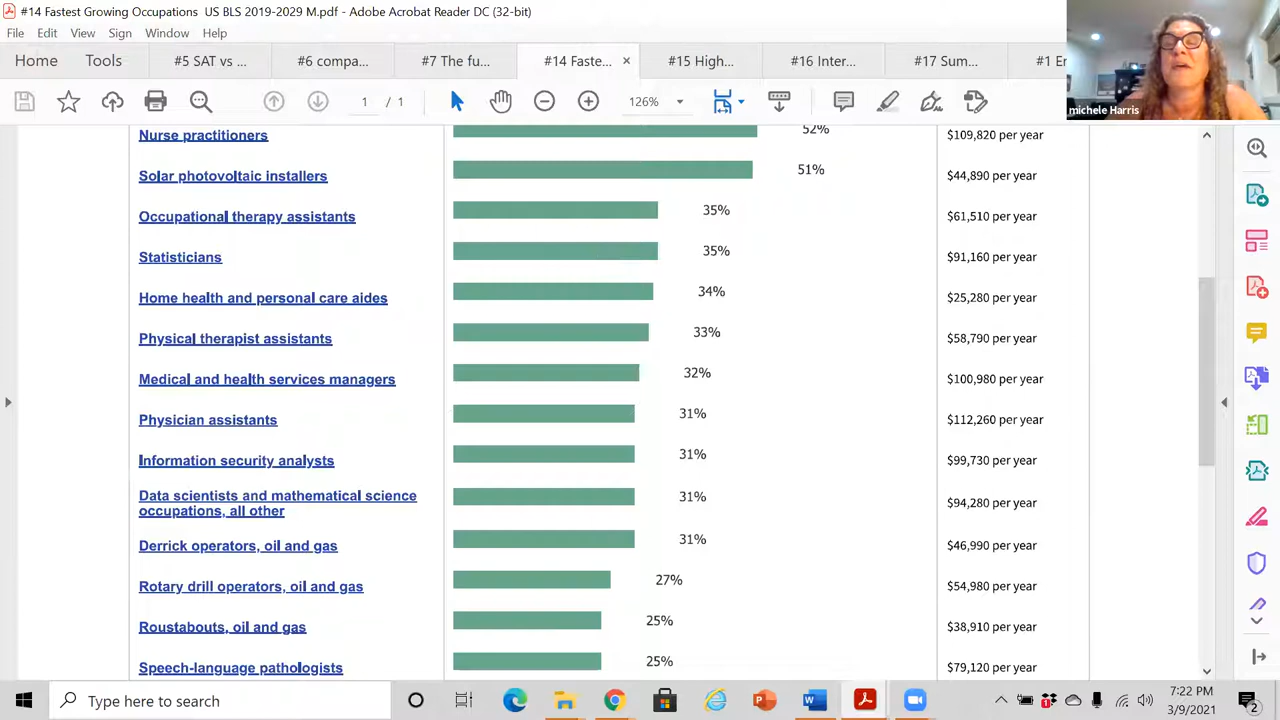 #14 Fastest Growing Occupations  US BLS 2019-2029 M.pdf - Adobe Acrobat Reader DC (32-bit)
File Edit View Sign Window Help
Home Tools #5 SAT vs ... #6 compa... #7 The fu... #14 Faste... × #15 High... #16 Inter... #17 Sum... #1 E
1 / 1 126%
michele Harris
Nurse practitioners 52% $109,820 per year
Solar photovoltaic installers 51% $44,890 per year
Occupational therapy assistants 35% $61,510 per year
Statisticians 35% $91,160 per year
Home health and personal care aides 34% $25,280 per year
Physical therapist assistants 33% $58,790 per year
Medical and health services managers 32% $100,980 per year
Physician assistants 31% $112,260 per year
Information security analysts 31% $99,730 per year
Data scientists and mathematical science
occupations, all other 31% $94,280 per year
Derrick operators, oil and gas 31% $46,990 per year
Rotary drill operators, oil and gas 27% $54,980 per year
Roustabouts, oil and gas 25% $38,910 per year
Speech-language pathologists 25% $79,120 per year
Type here to search
7:22 PM
3/9/2021
2